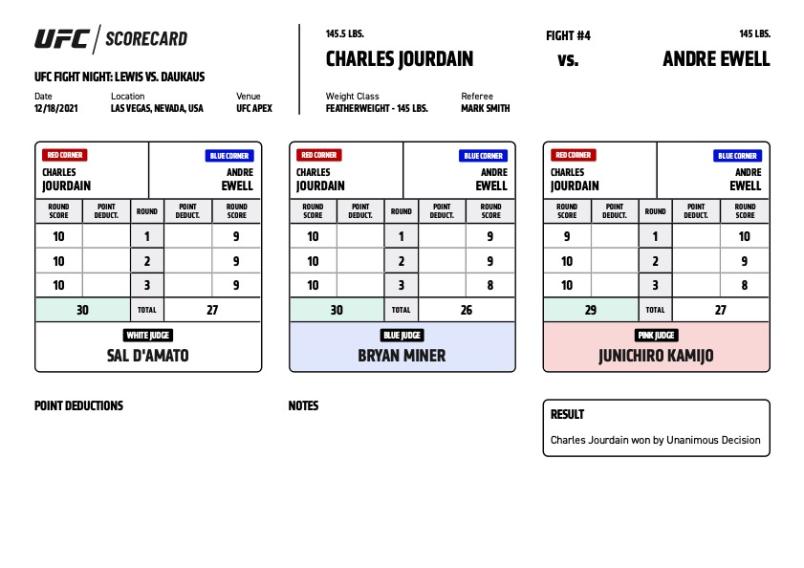 UFC / SCORECARD
UFC FIGHT NIGHT: LEWIS VS. DAUKAUS
Date Location Venue
12/18/2021 LAS VEGAS, NEVADA, USA UFC APEX
145.5 LBS. FIGHT #4 145 LBS.
CHARLES JOURDAIN VS. ANDRE EWELL
Weight Class Referee
FEATHERWEIGHT - 145 LBS. MARK SMITH
RED CORNER BLUE CORNER
CHARLES ANDRE
JOURDAIN EWELL
ROUND SCORE POINT DEDUCT. ROUND POINT DEDUCT. ROUND SCORE
10 1 9
10 2 9
10 3 9
30 TOTAL 27
WHITE JUDGE
SAL D'AMATO
RED CORNER BLUE CORNER
CHARLES ANDRE
JOURDAIN EWELL
ROUND SCORE POINT DEDUCT. ROUND POINT DEDUCT. ROUND SCORE
10 1 9
10 2 9
10 3 8
30 TOTAL 26
BLUE JUDGE
BRYAN MINER
RED CORNER BLUE CORNER
CHARLES ANDRE
JOURDAIN EWELL
ROUND SCORE POINT DEDUCT. ROUND POINT DEDUCT. ROUND SCORE
9 1 10
10 2 9
10 3 8
29 TOTAL 27
PINK JUDGE
JUNICHIRO KAMIJO
POINT DEDUCTIONS
NOTES
RESULT
Charles Jourdain won by Unanimous Decision